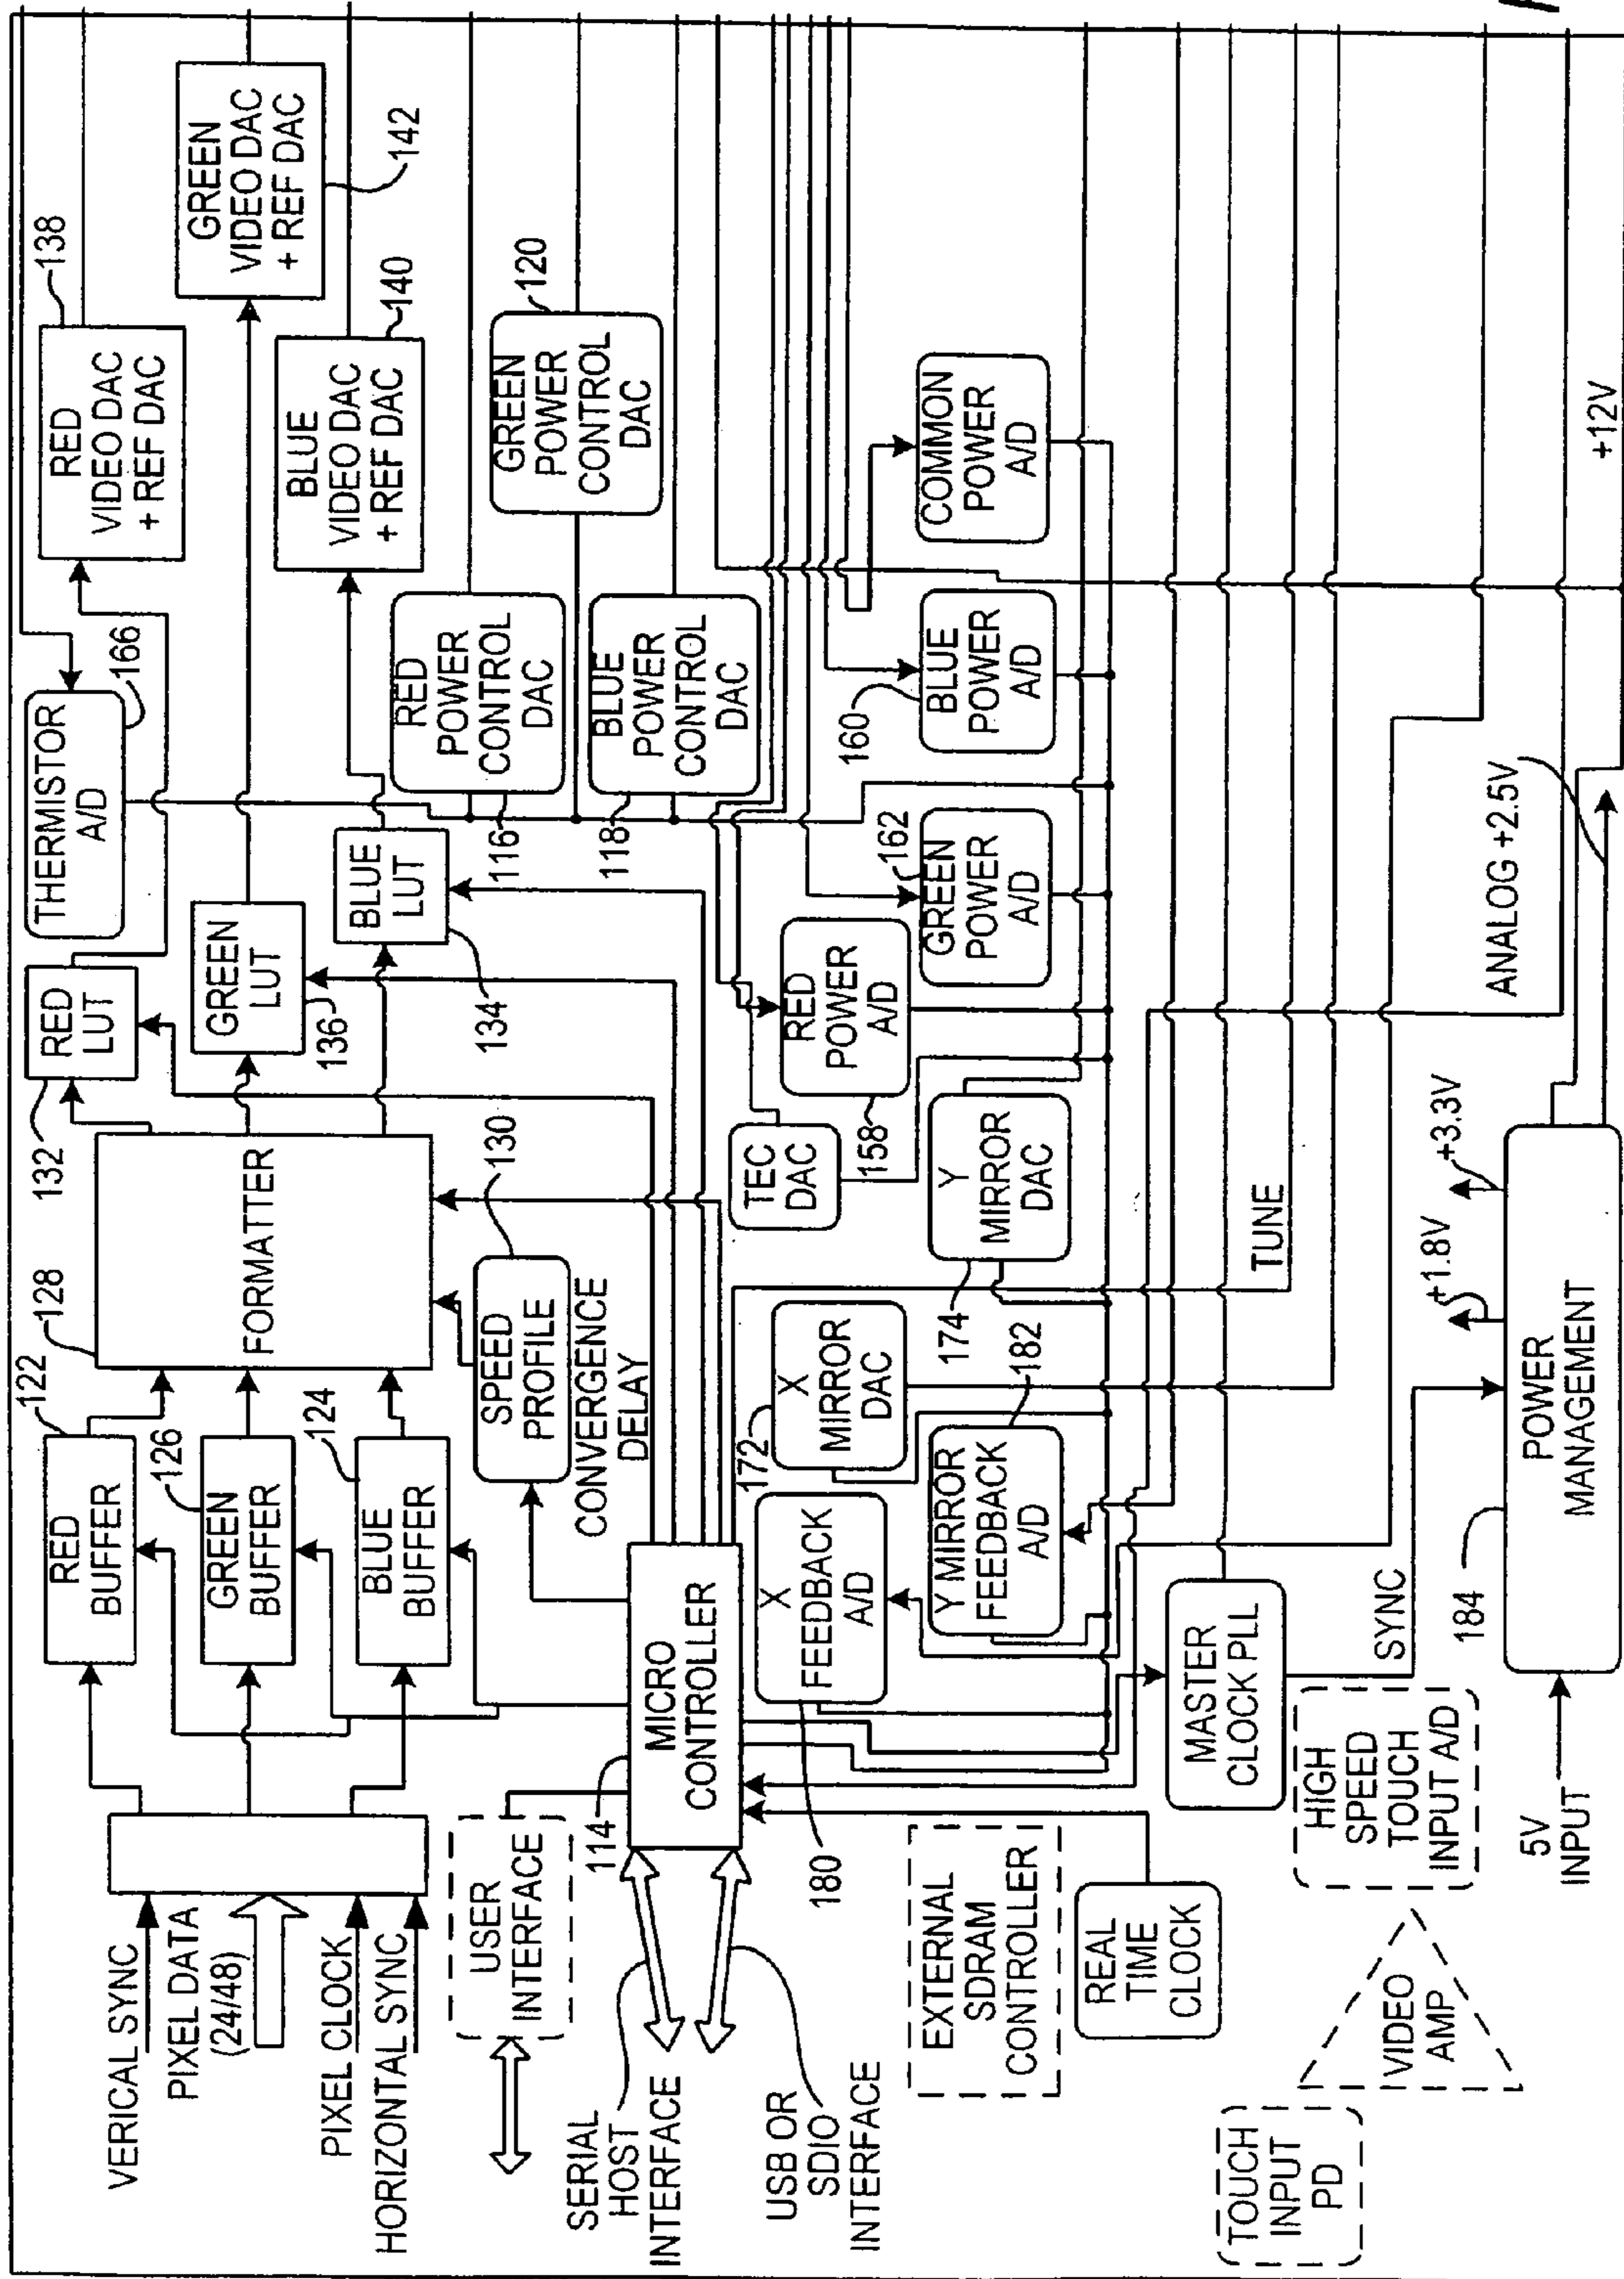 VERICAL SYNC
PIXEL DATA
(24/48)
PIXEL CLOCK
HORIZONTAL SYNC
RED
BUFFER
122
GREEN
BUFFER
126
BLUE
BUFFER
124
FORMATTER
128
SPEED
PROFILE
130
CONVERGENCE
DELAY
RED
LUT
132
GREEN
LUT
136
BLUE
LUT
134
THERMISTOR
A/D
166
RED
VIDEO DAC
+ REF DAC
138
GREEN
VIDEO DAC
+ REF DAC
142
BLUE
VIDEO DAC
+ REF DAC
140
RED
POWER
CONTROL
DAC
116
GREEN
POWER
CONTROL
DAC
120
BLUE
POWER
CONTROL
DAC
118
USER
INTERFACE
SERIAL
HOST
INTERFACE
USB OR
SDIO
INTERFACE
MICRO
CONTROLLER
114
TEC
DAC
RED
POWER
A/D
158
GREEN
POWER
A/D
162
BLUE
POWER
A/D
160
COMMON
POWER
A/D
X
MIRROR
DAC
172
Y
MIRROR
DAC
174
X
FEEDBACK
A/D
180
Y MIRROR
FEEDBACK
A/D
182
EXTERNAL
SDRAM
CONTROLLER
REAL
TIME
CLOCK
MASTER
CLOCK PLL
SYNC
TUNE
TOUCH
INPUT
PD
VIDEO
AMP
HIGH
SPEED
TOUCH
INPUT A/D
5V
INPUT
POWER
MANAGEMENT
184
+1.8V
+3.3V
ANALOG +2.5V
+12V